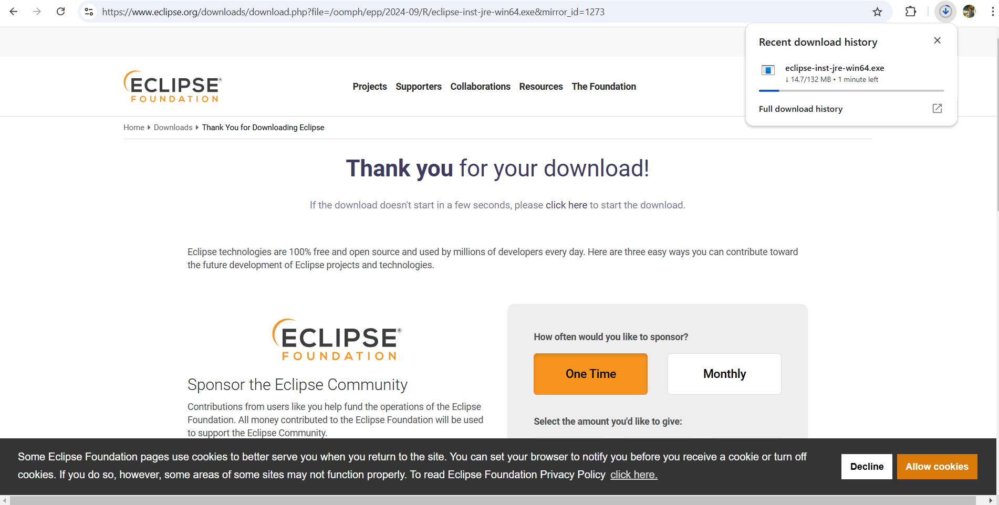 https://www.eclipse.org/downloads/download.php?file=/oomph/epp/2024-09/R/eclipse-inst-jre-win64.exe&mirror_id=1273
Recent download history
eclipse-inst-jre-win64.exe
↓ 14.7/132 MB • 1 minute left
Full download history
ECLIPSE®
FOUNDATION
Projects Supporters Collaborations Resources The Foundation
Home Downloads Thank You for Downloading Eclipse
Thank you for your download!
If the download doesn't start in a few seconds, please click here to start the download.
Eclipse technologies are 100% free and open source and used by millions of developers every day. Here are three easy ways you can contribute toward
the future development of Eclipse projects and technologies.
ECLIPSE®
FOUNDATION
Sponsor the Eclipse Community
Contributions from users like you help fund the operations of the Eclipse
Foundation. All money contributed to the Eclipse Foundation will be used
to support the Eclipse Community.
How often would you like to sponsor?
One Time Monthly
Select the amount you'd like to give:
Some Eclipse Foundation pages use cookies to better serve you when you return to the site. You can set your browser to notify you before you receive a cookie or turn off
cookies. If you do so, however, some areas of some sites may not function properly. To read Eclipse Foundation Privacy Policy click here.
Decline Allow cookies